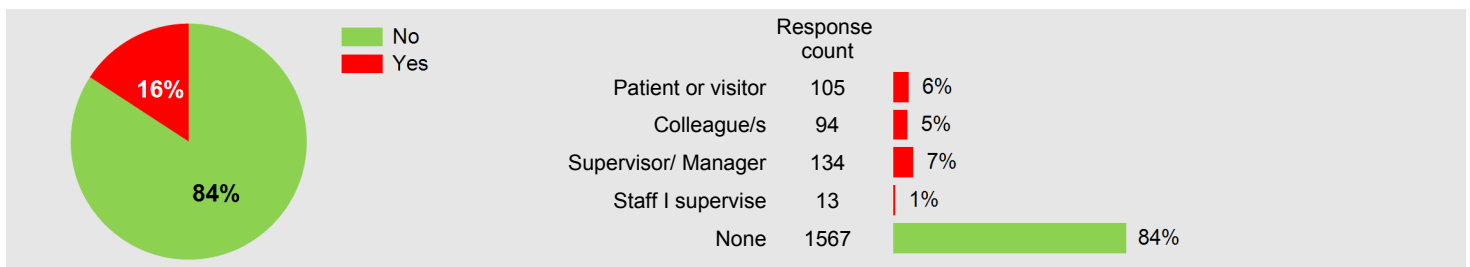 16%
84%
No
Yes
Response
count
Patient or visitor 105 6%
Colleague/s 94 5%
Supervisor/ Manager 134 7%
Staff I supervise 13 1%
None 1567 84%